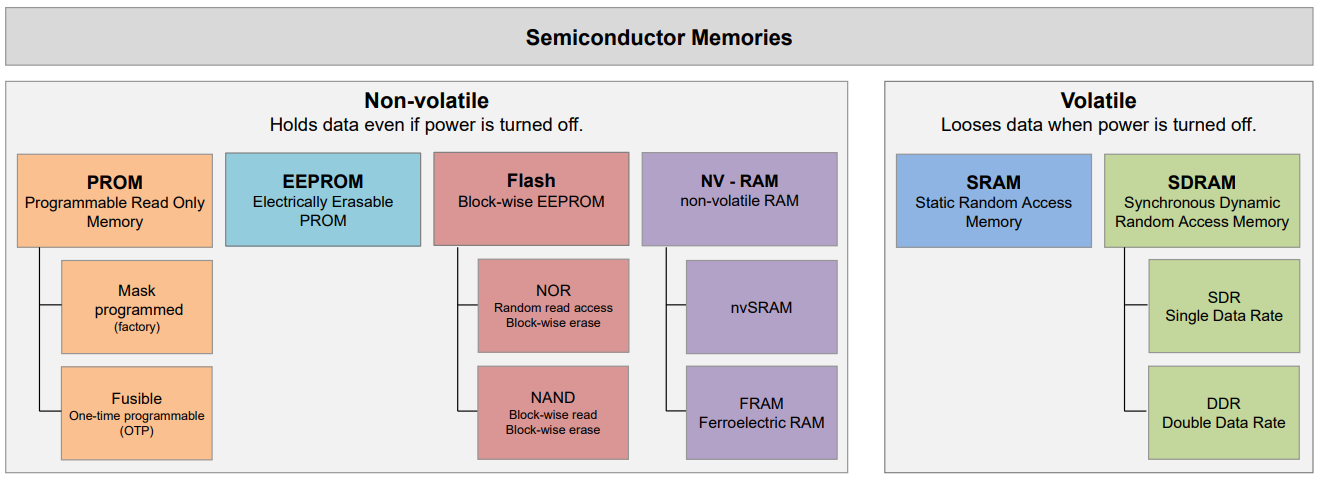 Semiconductor Memories
Non-volatile
Holds data even if power is turned off.
PROM
Programmable Read Only
Memory
Mask
programmed
(factory)
Fusible
One-time programmable
(OTP)
EEPROM
Electrically Erasable
PROM
Flash
Block-wise EEPROM
NOR
Random read access
Block-wise erase
NAND
Block-wise read
Block-wise erase
NV - RAM
non-volatile RAM
nvSRAM
FRAM
Ferroelectric RAM
Volatile
Looses data when power is turned off.
SRAM
Static Random Access
Memory
SDRAM
Synchronous Dynamic
Random Access Memory
SDR
Single Data Rate
DDR
Double Data Rate